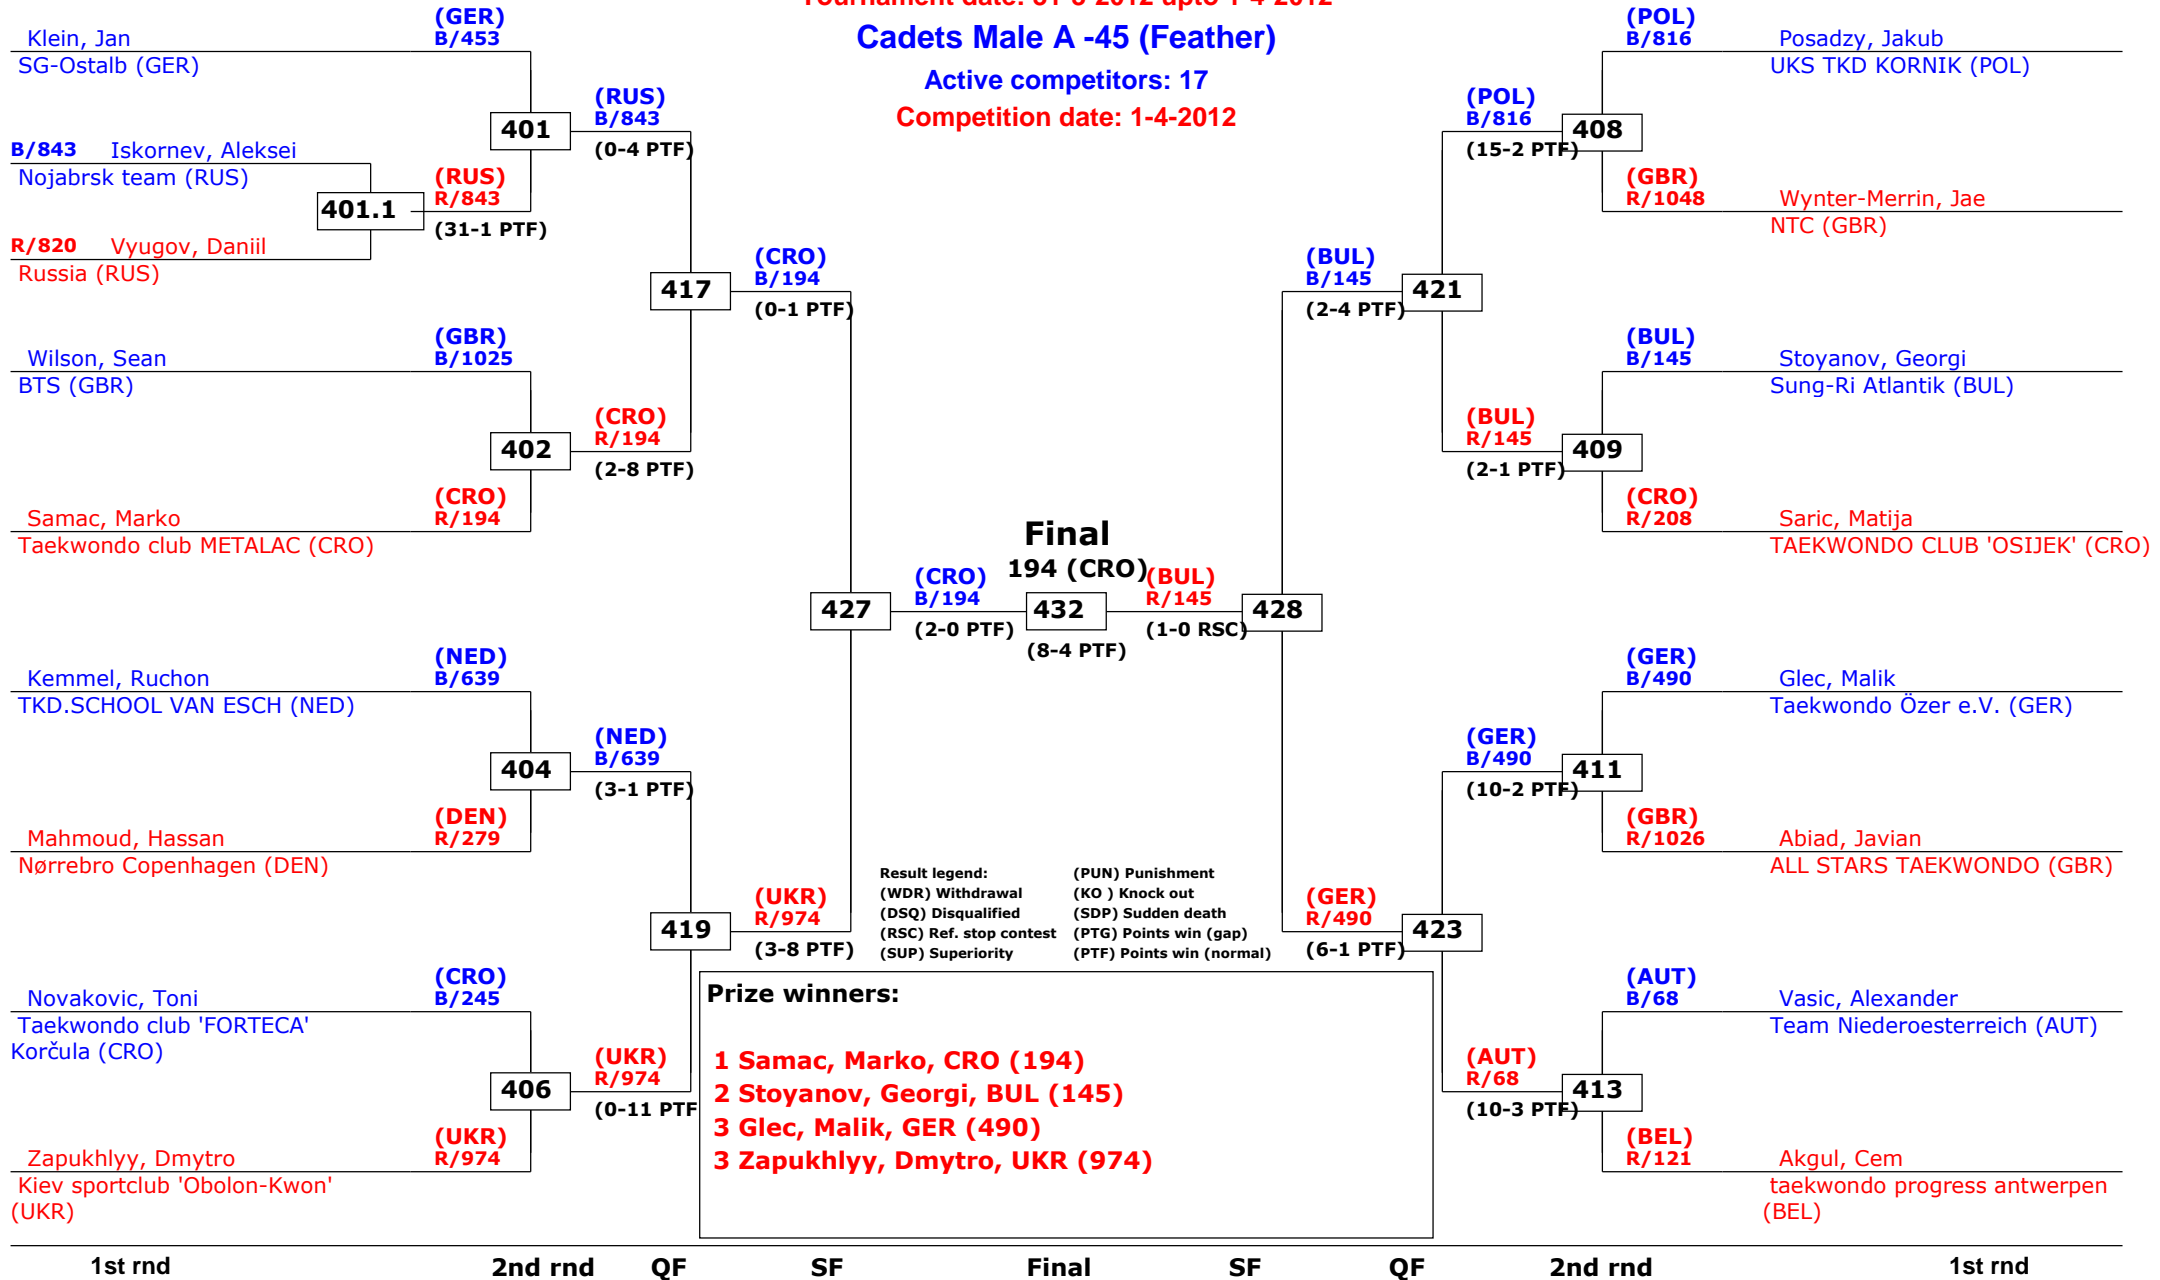 Tournament date: 31-3-2012 upto 1-4-2012
Cadets Male A -45 (Feather)
Active competitors: 17
Competition date: 1-4-2012
Klein, Jan
(GER)
B/453
SG-Ostalb (GER)
B/843 Iskornev, Aleksei
Nojabrsk team (RUS)
R/820 Vyugov, Daniil
Russia (RUS)
401.1
(RUS)
R/843
(31-1 PTF)
401
(RUS)
B/843
(0-4 PTF)
Wilson, Sean
(GBR)
B/1025
BTS (GBR)
402
(CRO)
R/194
(2-8 PTF)
Samac, Marko
(CRO)
R/194
Taekwondo club METALAC (CRO)
417
(CRO)
B/194
(0-1 PTF)
Kemmel, Ruchon
(NED)
B/639
TKD.SCHOOL VAN ESCH (NED)
404
(NED)
B/639
(3-1 PTF)
Mahmoud, Hassan
(DEN)
R/279
Nørrebro Copenhagen (DEN)
419
(UKR)
R/974
(3-8 PTF)
Novakovic, Toni
(CRO)
B/245
Taekwondo club 'FORTECA'
Korčula (CRO)
406
(UKR)
R/974
(0-11 PTF
Zapukhlyy, Dmytro
(UKR)
R/974
Kiev sportclub 'Obolon-Kwon'
(UKR)
427
(CRO)
B/194
(2-0 PTF)
Final
194 (CRO)
432
(8-4 PTF)
(BUL)
R/145
(1-0 RSC)
428
(POL)
B/816
Posadzy, Jakub
UKS TKD KORNIK (POL)
(POL)
B/816
(15-2 PTF)
408
(GBR)
R/1048
Wynter-Merrin, Jae
NTC (GBR)
(BUL)
B/145
(2-4 PTF)
421
(BUL)
B/145
Stoyanov, Georgi
Sung-Ri Atlantik (BUL)
(BUL)
R/145
(2-1 PTF)
409
(CRO)
R/208
Saric, Matija
TAEKWONDO CLUB 'OSIJEK' (CRO)
(GER)
B/490
Glec, Malik
Taekwondo Özer e.V. (GER)
(GER)
B/490
(10-2 PTF)
411
(GBR)
R/1026
Abiad, Javian
ALL STARS TAEKWONDO (GBR)
(GER)
R/490
(6-1 PTF)
423
(AUT)
B/68
Vasic, Alexander
Team Niederoesterreich (AUT)
(AUT)
R/68
(10-3 PTF)
413
(BEL)
R/121
Akgul, Cem
taekwondo progress antwerpen
(BEL)
Result legend: (PUN) Punishment
(WDR) Withdrawal (KO ) Knock out
(DSQ) Disqualified (SDP) Sudden death
(RSC) Ref. stop contest (PTG) Points win (gap)
(SUP) Superiority (PTF) Points win (normal)
Prize winners:
1 Samac, Marko, CRO (194)
2 Stoyanov, Georgi, BUL (145)
3 Glec, Malik, GER (490)
3 Zapukhlyy, Dmytro, UKR (974)
1st rnd 2nd rnd QF SF Final SF QF 2nd rnd 1st rnd